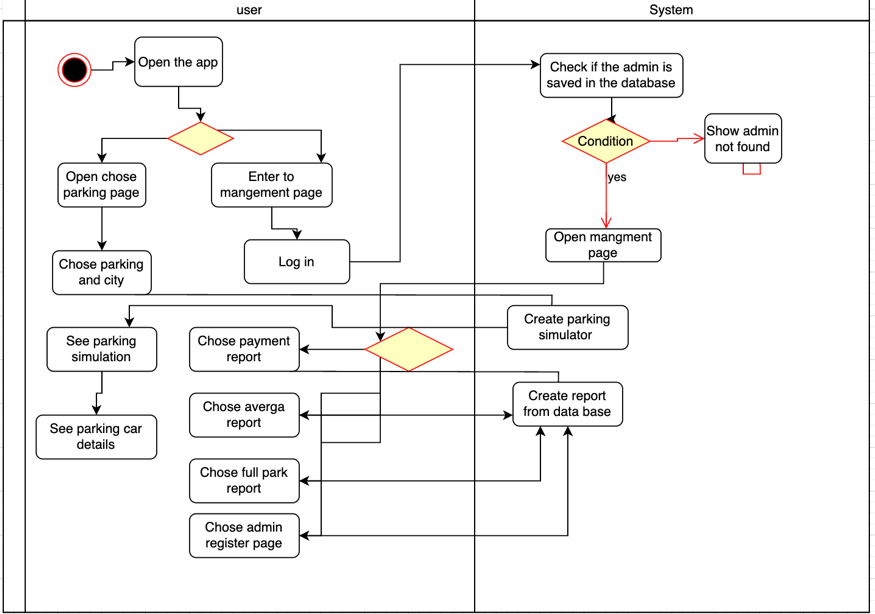 user
System
Open the app
Check if the admin is
saved in the database
Condition
Show admin
not found
yes
Open chose
parking page
Enter to
mangement page
Log in
Open mangment
page
Chose parking
and city
Create parking
simulator
See parking
simulation
Chose payment
report
Create report
from data base
Chose averga
report
See parking car
details
Chose full park
report
Chose admin
register page